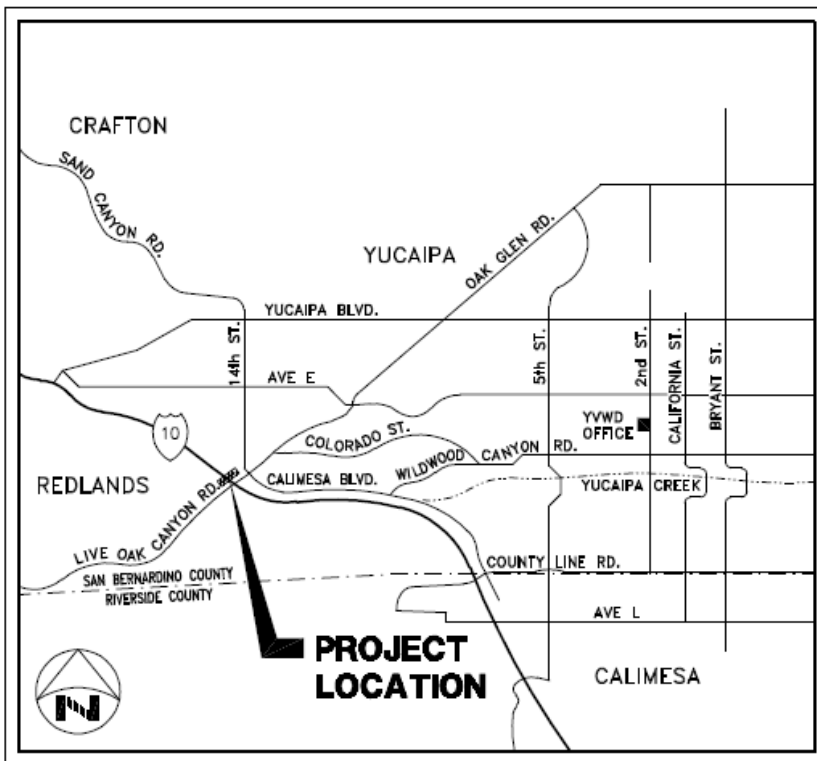 CRAFTON
SAND
CANYON RD.
YUCAIPA
OAK GLEN RD.
YUCAIPA BLVD.
14th ST.
5th ST.
2nd ST.
CALIFORNIA ST.
BRYANT ST.
AVE E
10
COLORADO ST.
YVWD
OFFICE
WILDWOOD CANYON RD.
REDLANDS
CALIMESA BLVD.
YUCAIPA CREEK
LIVE OAK CANYON RD.
COUNTY LINE RD.
SAN BERNARDINO COUNTY
RIVERSIDE COUNTY
AVE L
PROJECT
LOCATION
CALIMESA
N